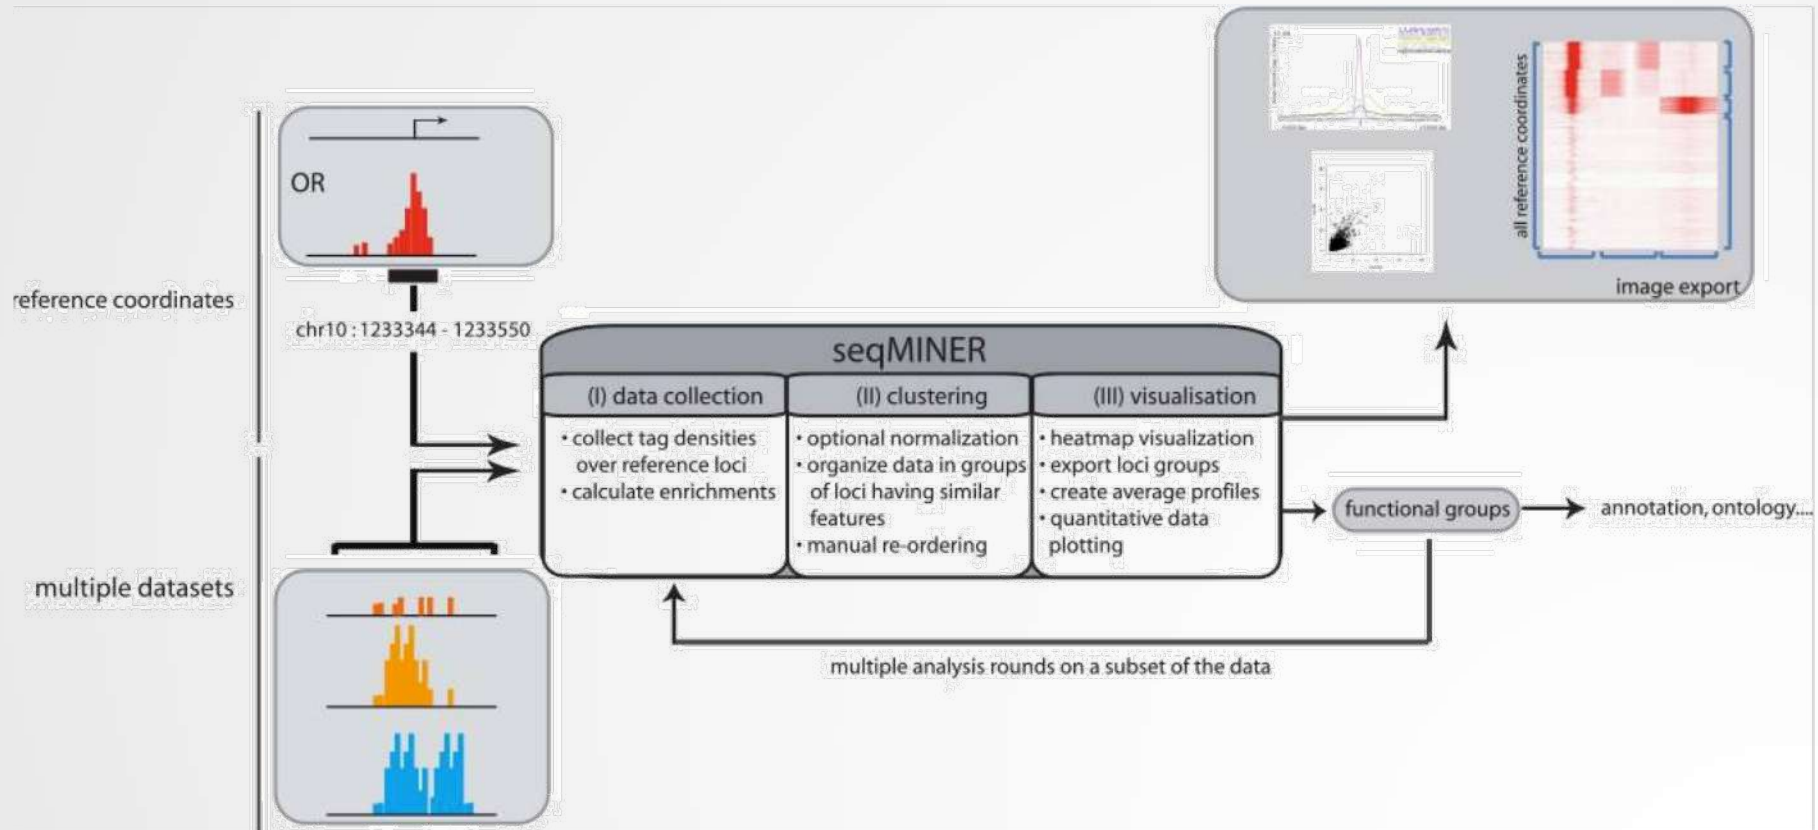 OR
reference coordinates
chr10 : 1233344 - 1233550
multiple datasets
seqMINER
(I) data collection
• collect tag densities
over reference loci
• calculate enrichments
(II) clustering
• optional normalization
• organize data in groups
of loci having similar
features
• manual re-ordering
(III) visualisation
• heatmap visualization
• export loci groups
• create average profiles
• quantitative data
plotting
all reference coordinates
image export
functional groups
annotation, ontology....
multiple analysis rounds on a subset of the data